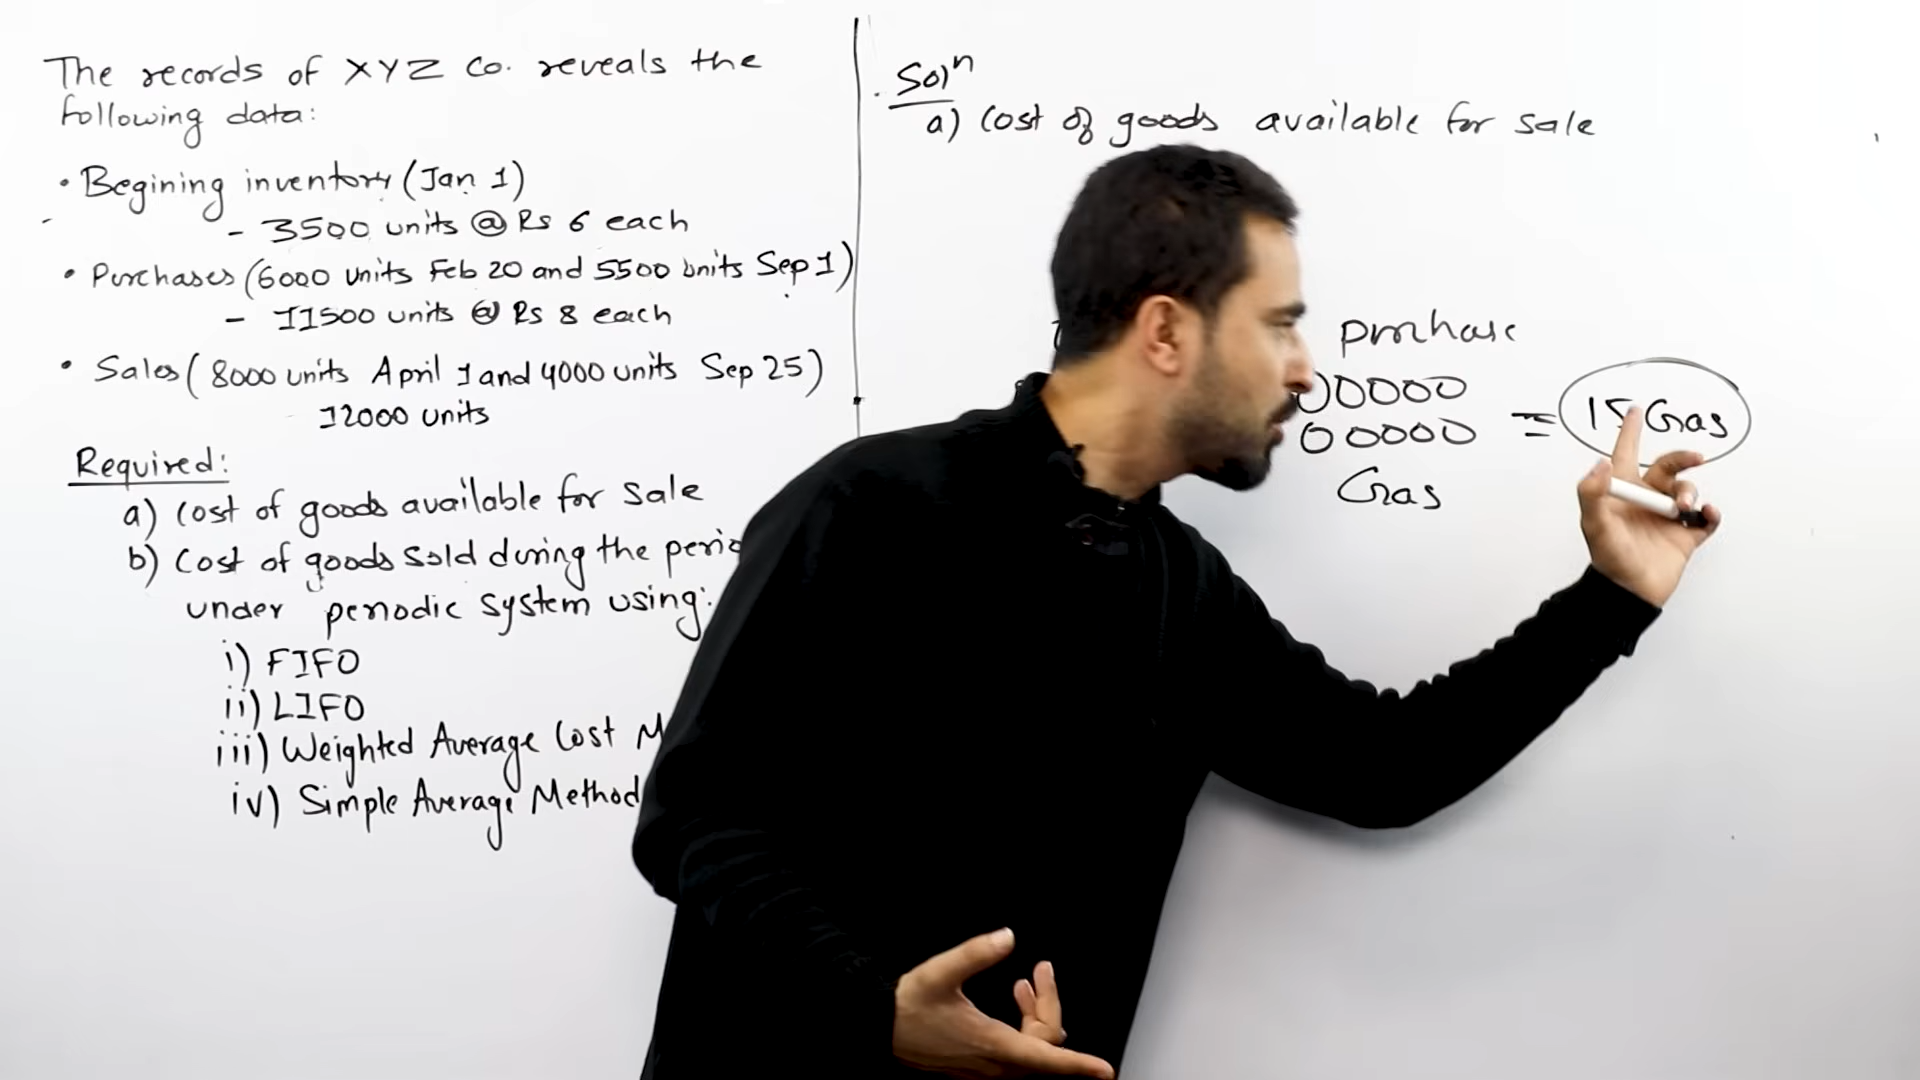 The records of XYZ Co. reveals the
following data:
• Begining inventory (Jan 1)
- 3500 units @ Rs 6 each
• Purchases (6000 units Feb 20 and 5500 units Sep 1)
- 11500 units @ Rs 8 each
• Sales (8000 units April 1 and 4000 units Sep 25)
12000 units
Required:
a) Cost of goods available for sale
b) Cost of goods sold during the
under periodic system using:
i) FIFO
ii) LIFO
iii) Weighted Average Cost M
iv) Simple Average Method
Solⁿ
a) Cost of goods available for sale
purchase
= 15